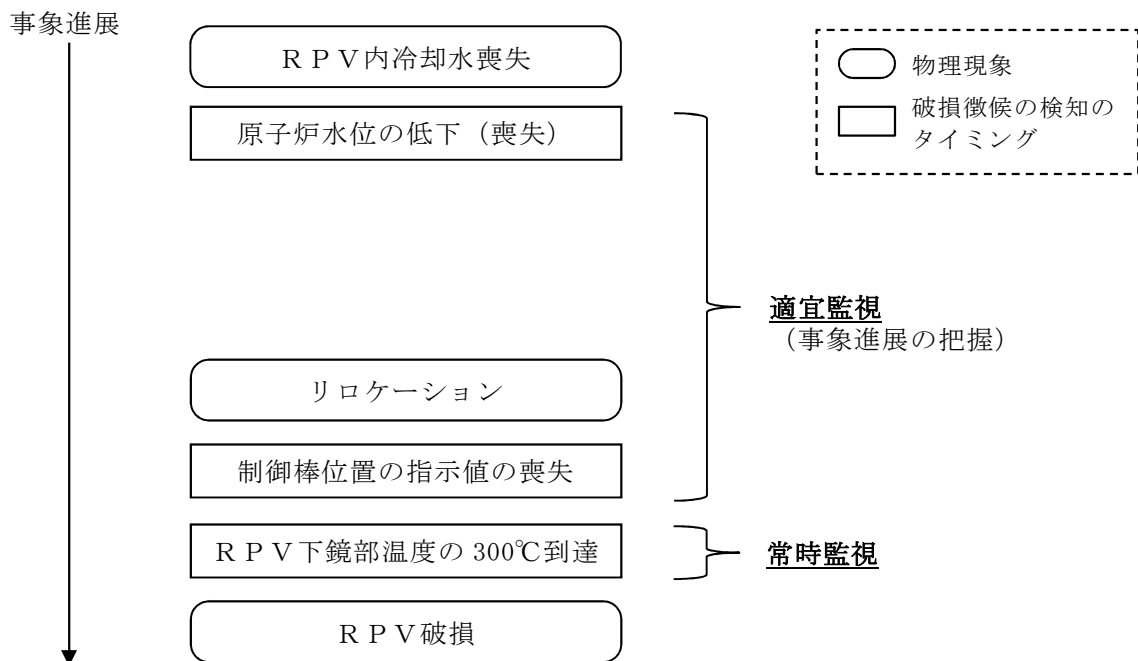 事象進展
ＲＰＶ内冷却水喪失
物理現象
破損徴候の検知の
タイミング
原子炉水位の低下（喪失）
適宜監視
（事象進展の把握）
リロケーション
制御棒位置の指示値の喪失
ＲＰＶ下鏡部温度の 300℃到達
常時監視
ＲＰＶ破損